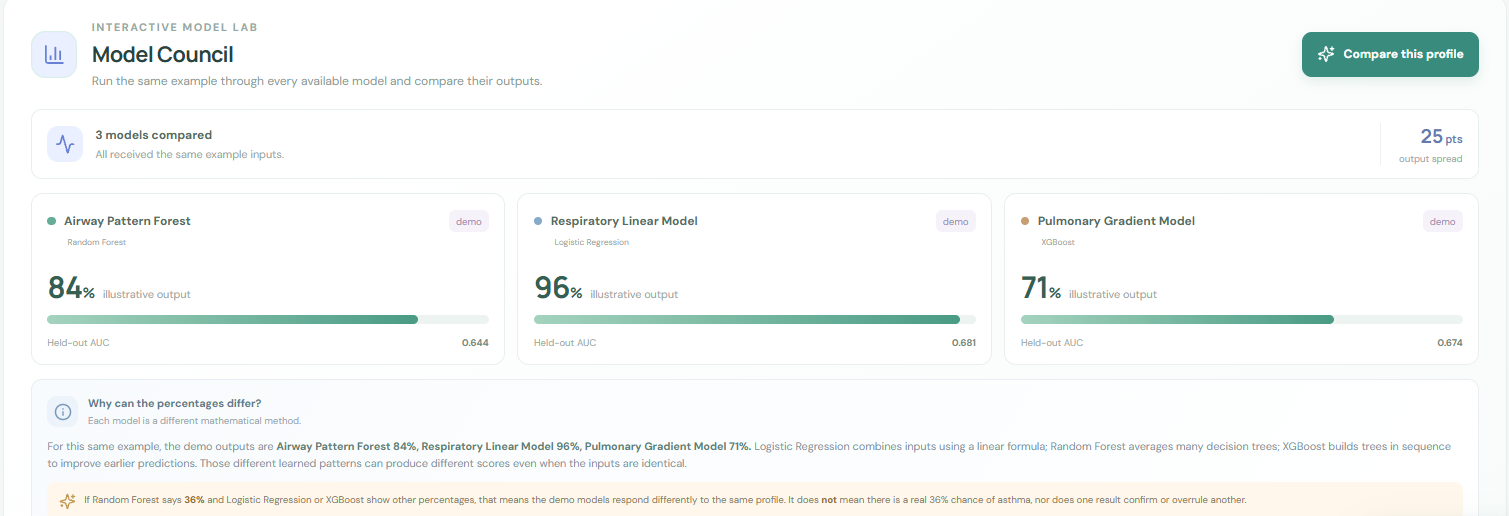 INTERACTIVE MODEL LAB
Model Council
Run the same example through every available model and compare their outputs.
Compare this profile
3 models compared
All received the same example inputs.
25 pts
output spread
Airway Pattern Forest
demo
Random Forest
84% illustrative output
Held-out AUC 0.644
Respiratory Linear Model
demo
Logistic Regression
96% illustrative output
Held-out AUC 0.681
Pulmonary Gradient Model
demo
XGBoost
71% illustrative output
Held-out AUC 0.674
Why can the percentages differ?
Each model is a different mathematical method.
For this same example, the demo outputs are Airway Pattern Forest 84%, Respiratory Linear Model 96%, Pulmonary Gradient Model 71%. Logistic Regression combines inputs using a linear formula; Random Forest averages many decision trees; XGBoost builds trees in sequence
to improve earlier predictions. Those different learned patterns can produce different scores even when the inputs are identical.
If Random Forest says 36% and Logistic Regression or XGBoost show other percentages, that means the demo models respond differently to the same profile. It does not mean there is a real 36% chance of asthma, nor does one result confirm or overrule another.